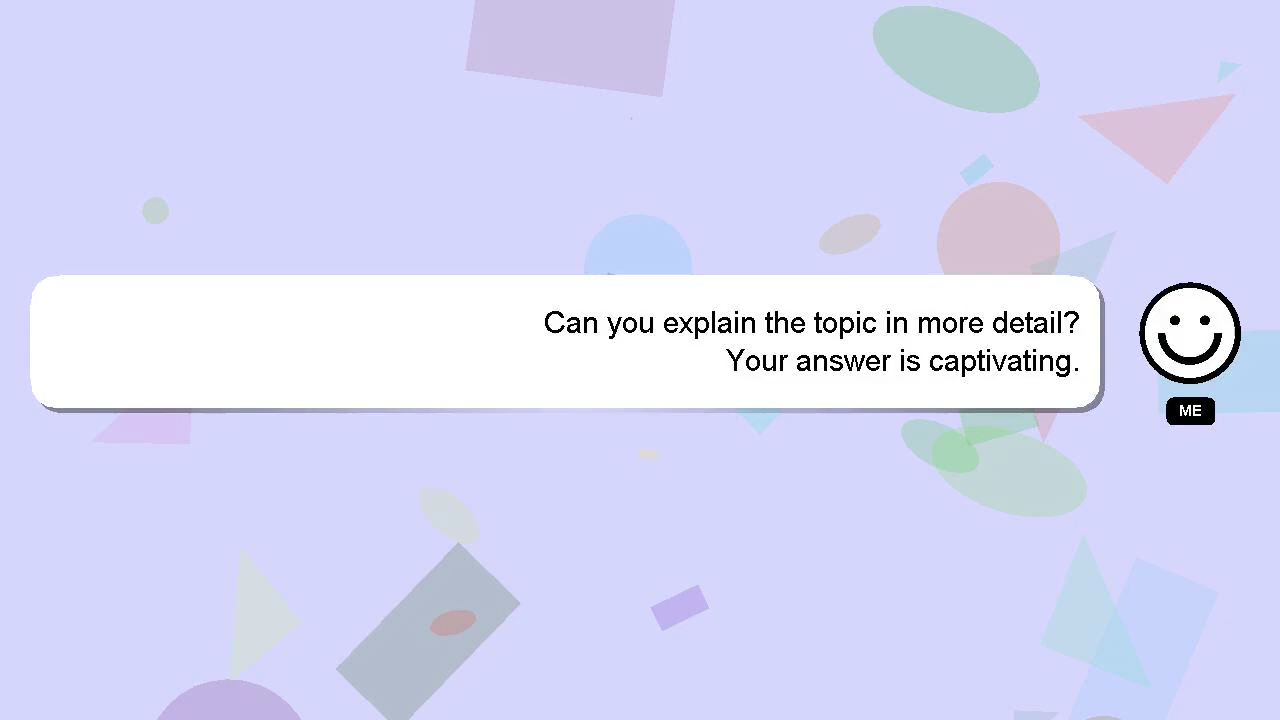 Can you explain the topic in more detail?
Your answer is captivating.
ME